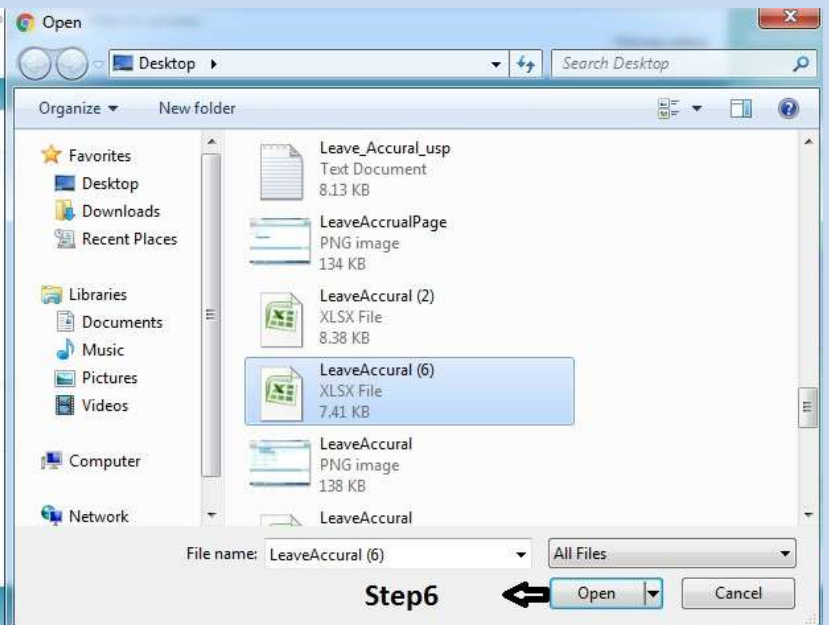 Open
Desktop
Search Desktop
Organize
New folder
Favorites
Desktop
Downloads
Recent Places
Libraries
Documents
Music
Pictures
Videos
Computer
Network
Leave_Accural_usp
Text Document
8.13 KB
LeaveAccrualPage
PNG image
134 KB
LeaveAccural (2)
XLSX File
8.38 KB
LeaveAccural (6)
XLSX File
7.41 KB
LeaveAccural
PNG image
138 KB
LeaveAccural
File name: LeaveAccural (6)
All Files
Step6
Open
Cancel